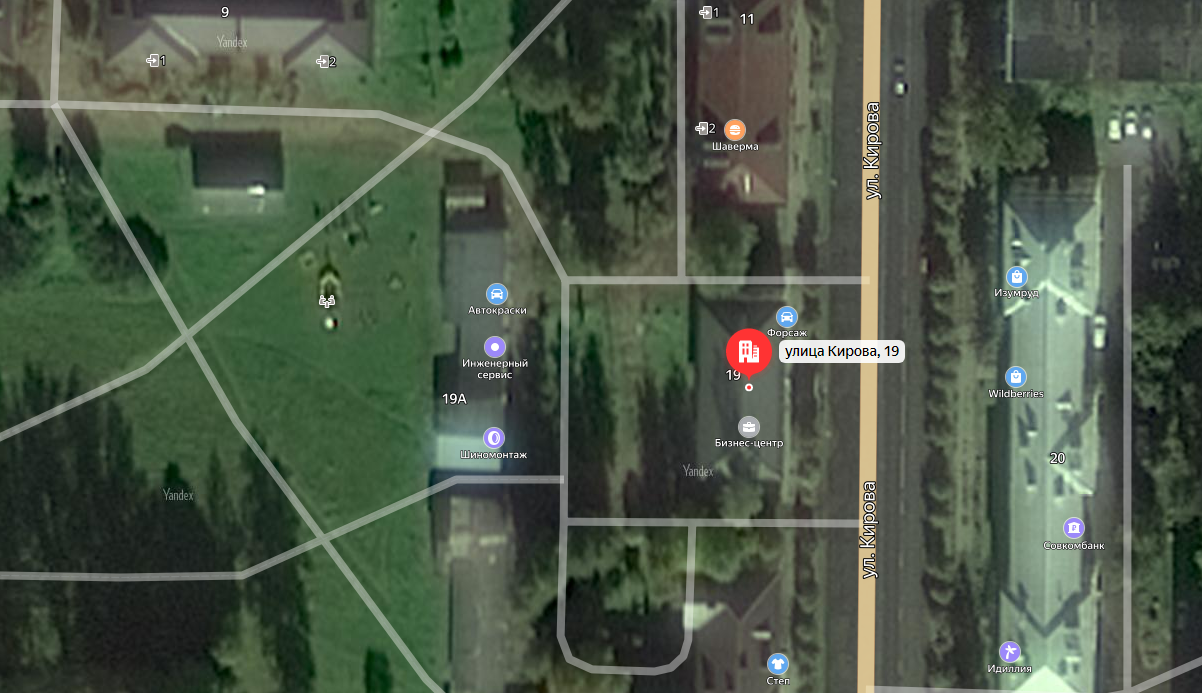 9
1
2
Yandex
1
11
2
Шаверма
ул. Кирова
Автокраски
Инженерный
сервис
19А
Шиномонтаж
Форсаж
улица Кирова, 19
19
Бизнес-центр
Yandex
Yandex
ул. Кирова
Изумруд
Wildberries
20
Совкомбанк
Идиллия
Степ